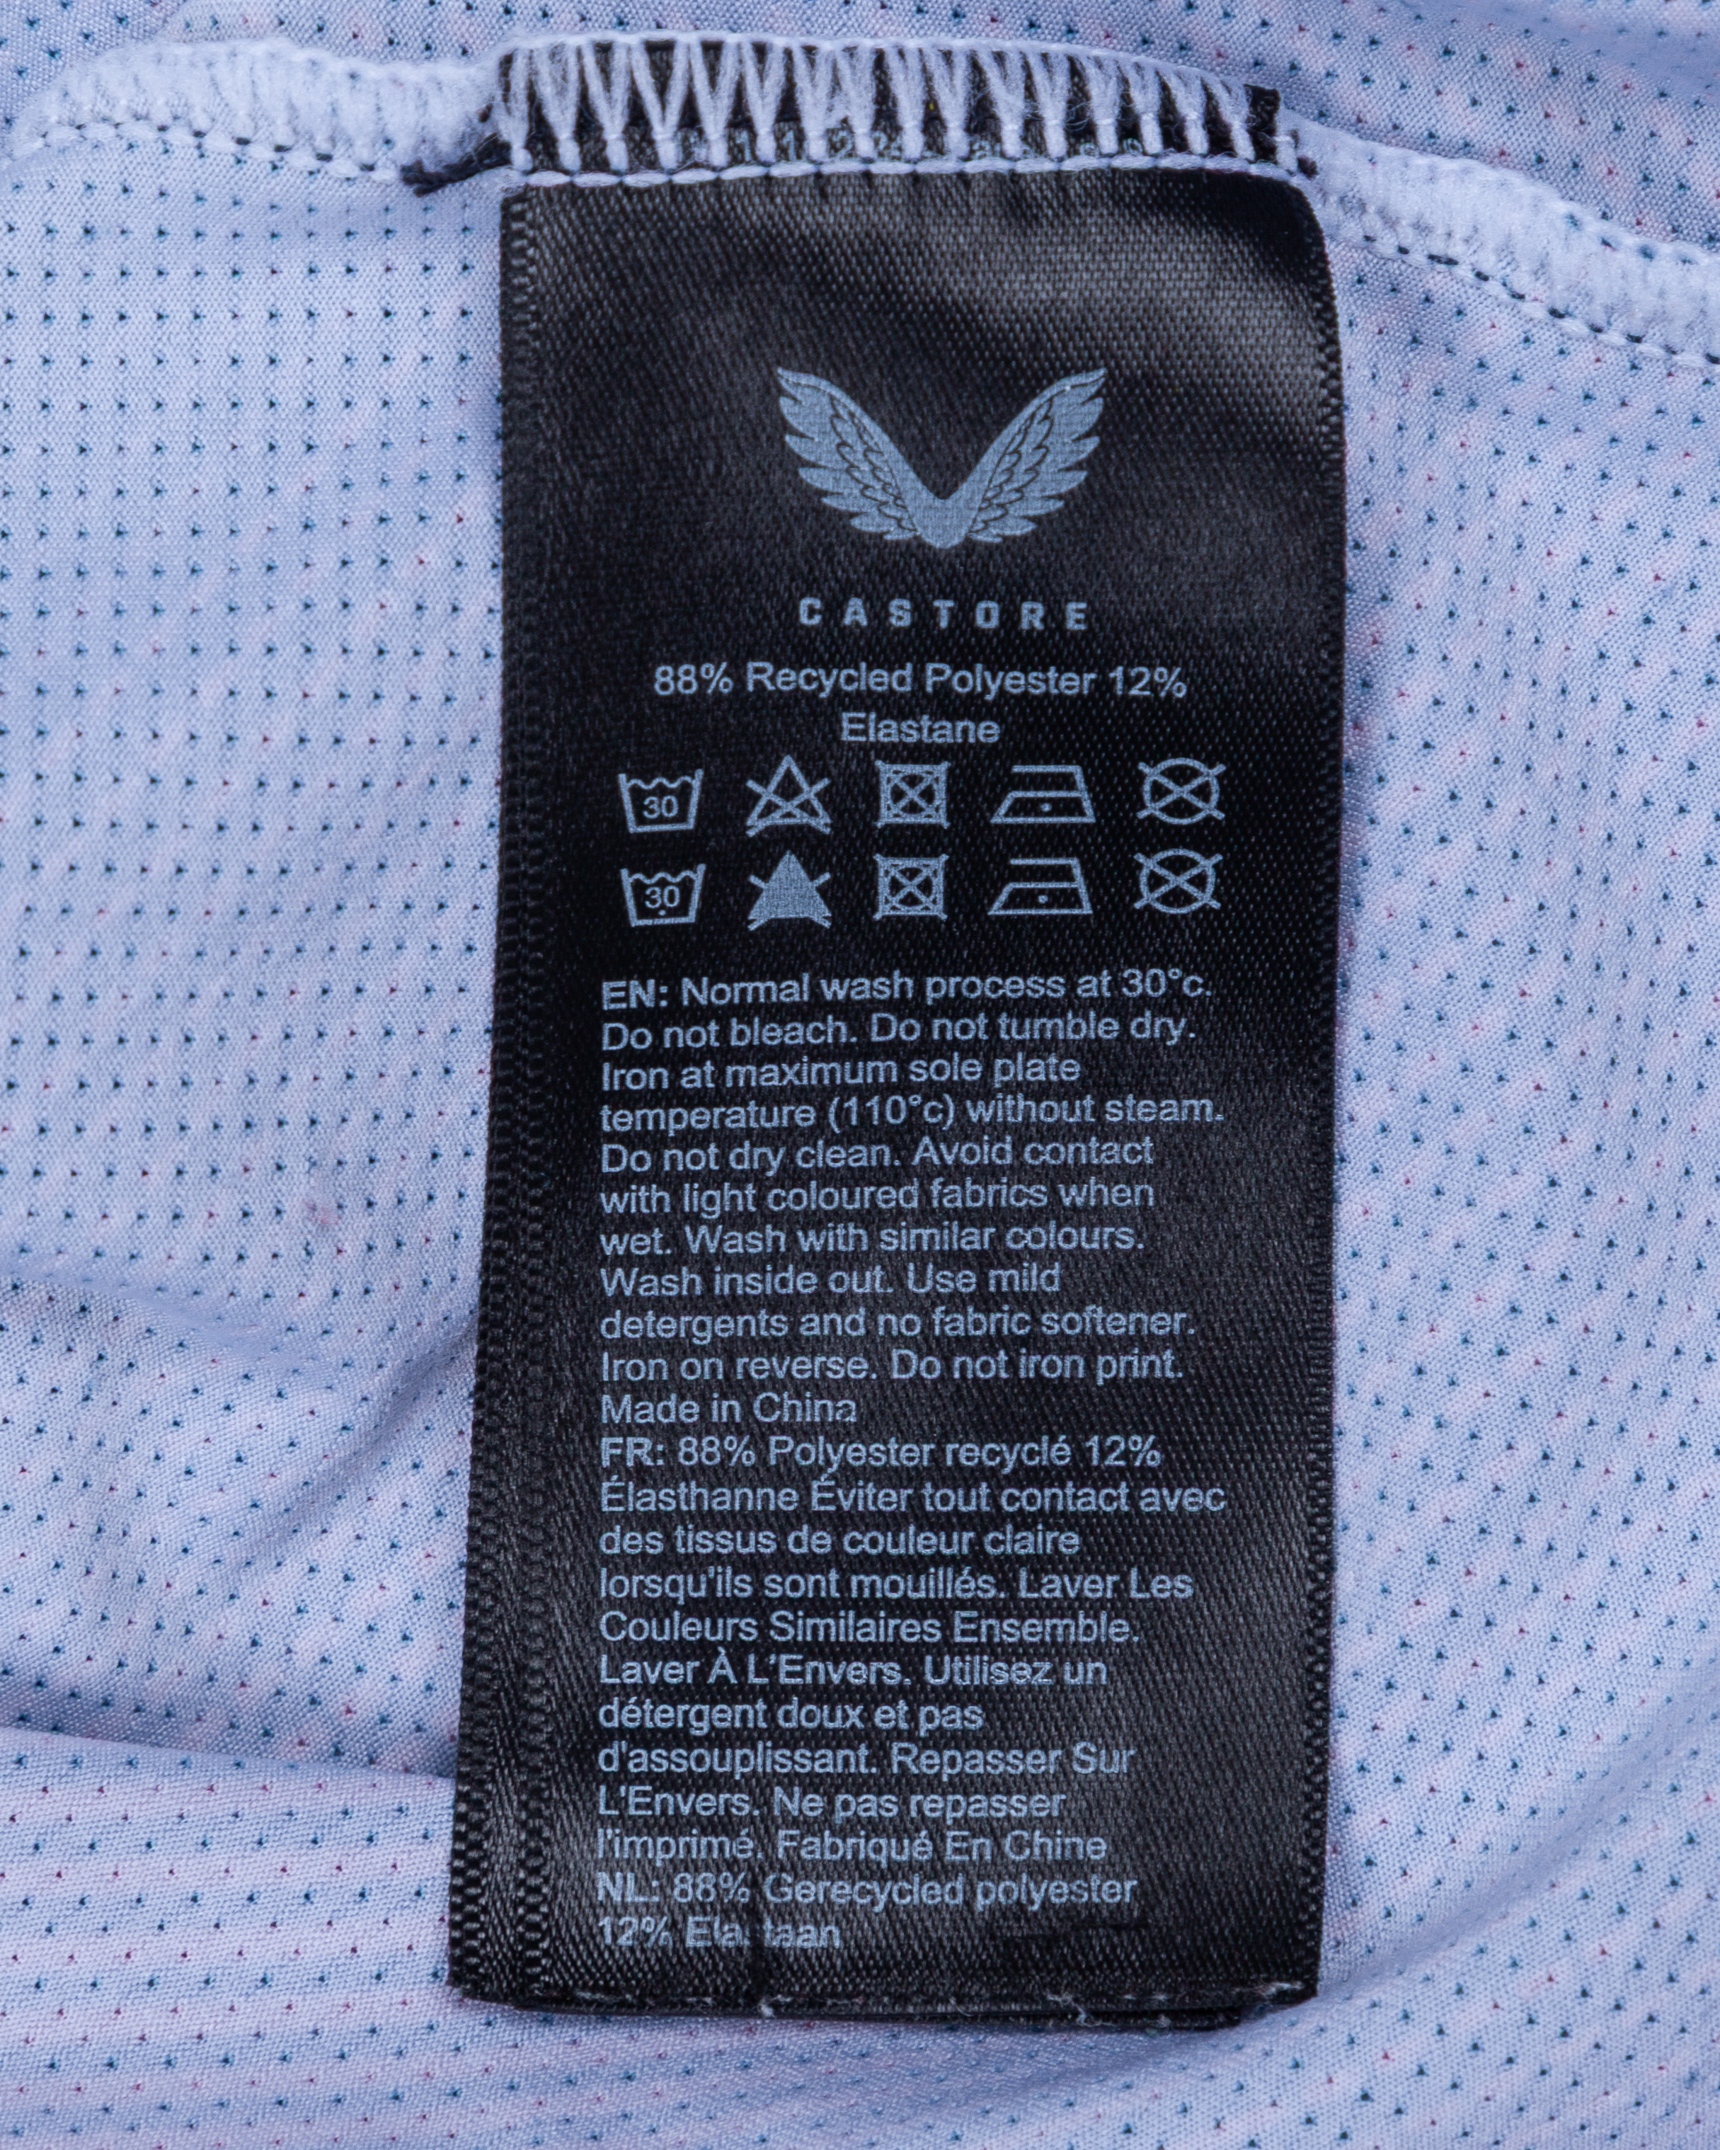 CASTORE
88% Recycled Polyester 12%
Elastane
30
30
EN: Normal wash process at 30°c.
Do not bleach. Do not tumble dry.
Iron at maximum sole plate
temperature (110°c) without steam.
Do not dry clean. Avoid contact
with light coloured fabrics when
wet. Wash with similar colours.
Wash inside out. Use mild
detergents and no fabric softener.
Iron on reverse. Do not iron print.
Made in China
FR: 88% Polyester recyclé 12%
Élasthanne Éviter tout contact avec
des tissus de couleur claire
lorsqu'ils sont mouillés. Laver Les
Couleurs Similaires Ensemble.
Laver À L'Envers. Utilisez un
détergent doux et pas
d'assouplissant. Repasser Sur
L'Envers. Ne pas repasser
l'imprimé. Fabriqué En Chine
NL: 88% Gerecycled polyester
12% Elastaan